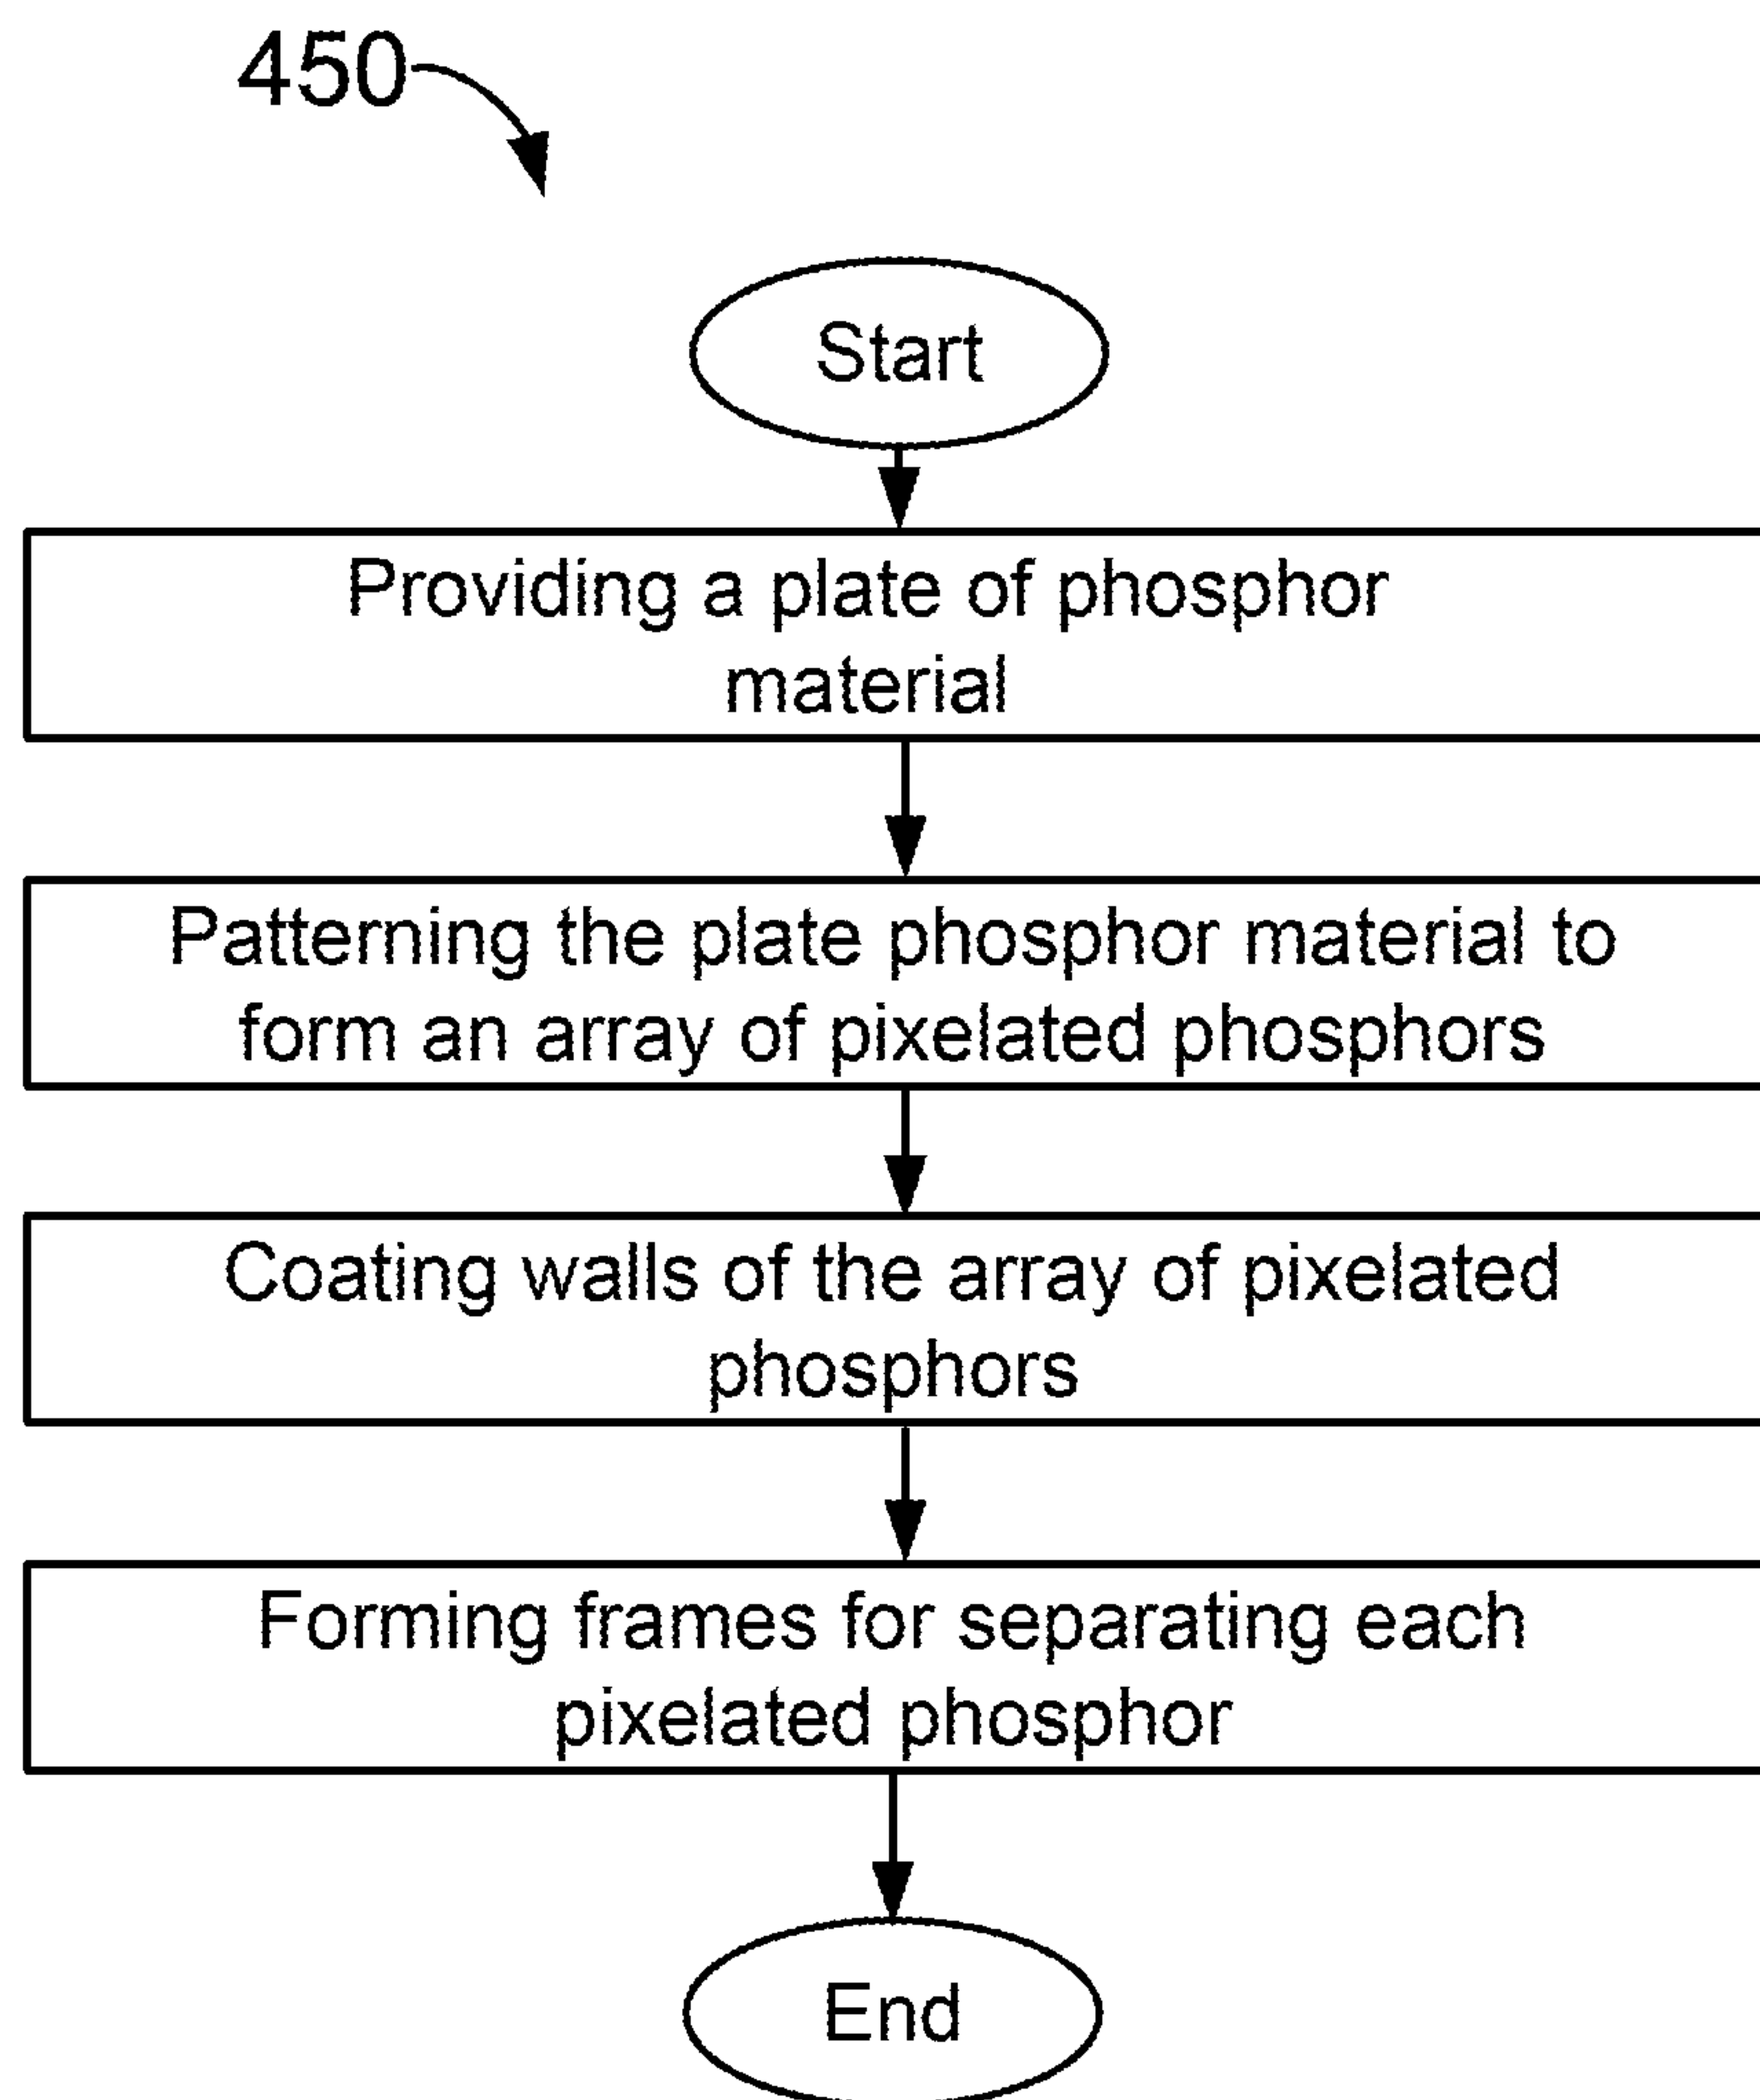 450
Start
Providing a plate of phosphor
material
Patterning the plate phosphor material to
form an array of pixelated phosphors
Coating walls of the array of pixelated
phosphors
Forming frames for separating each
pixelated phosphor
End